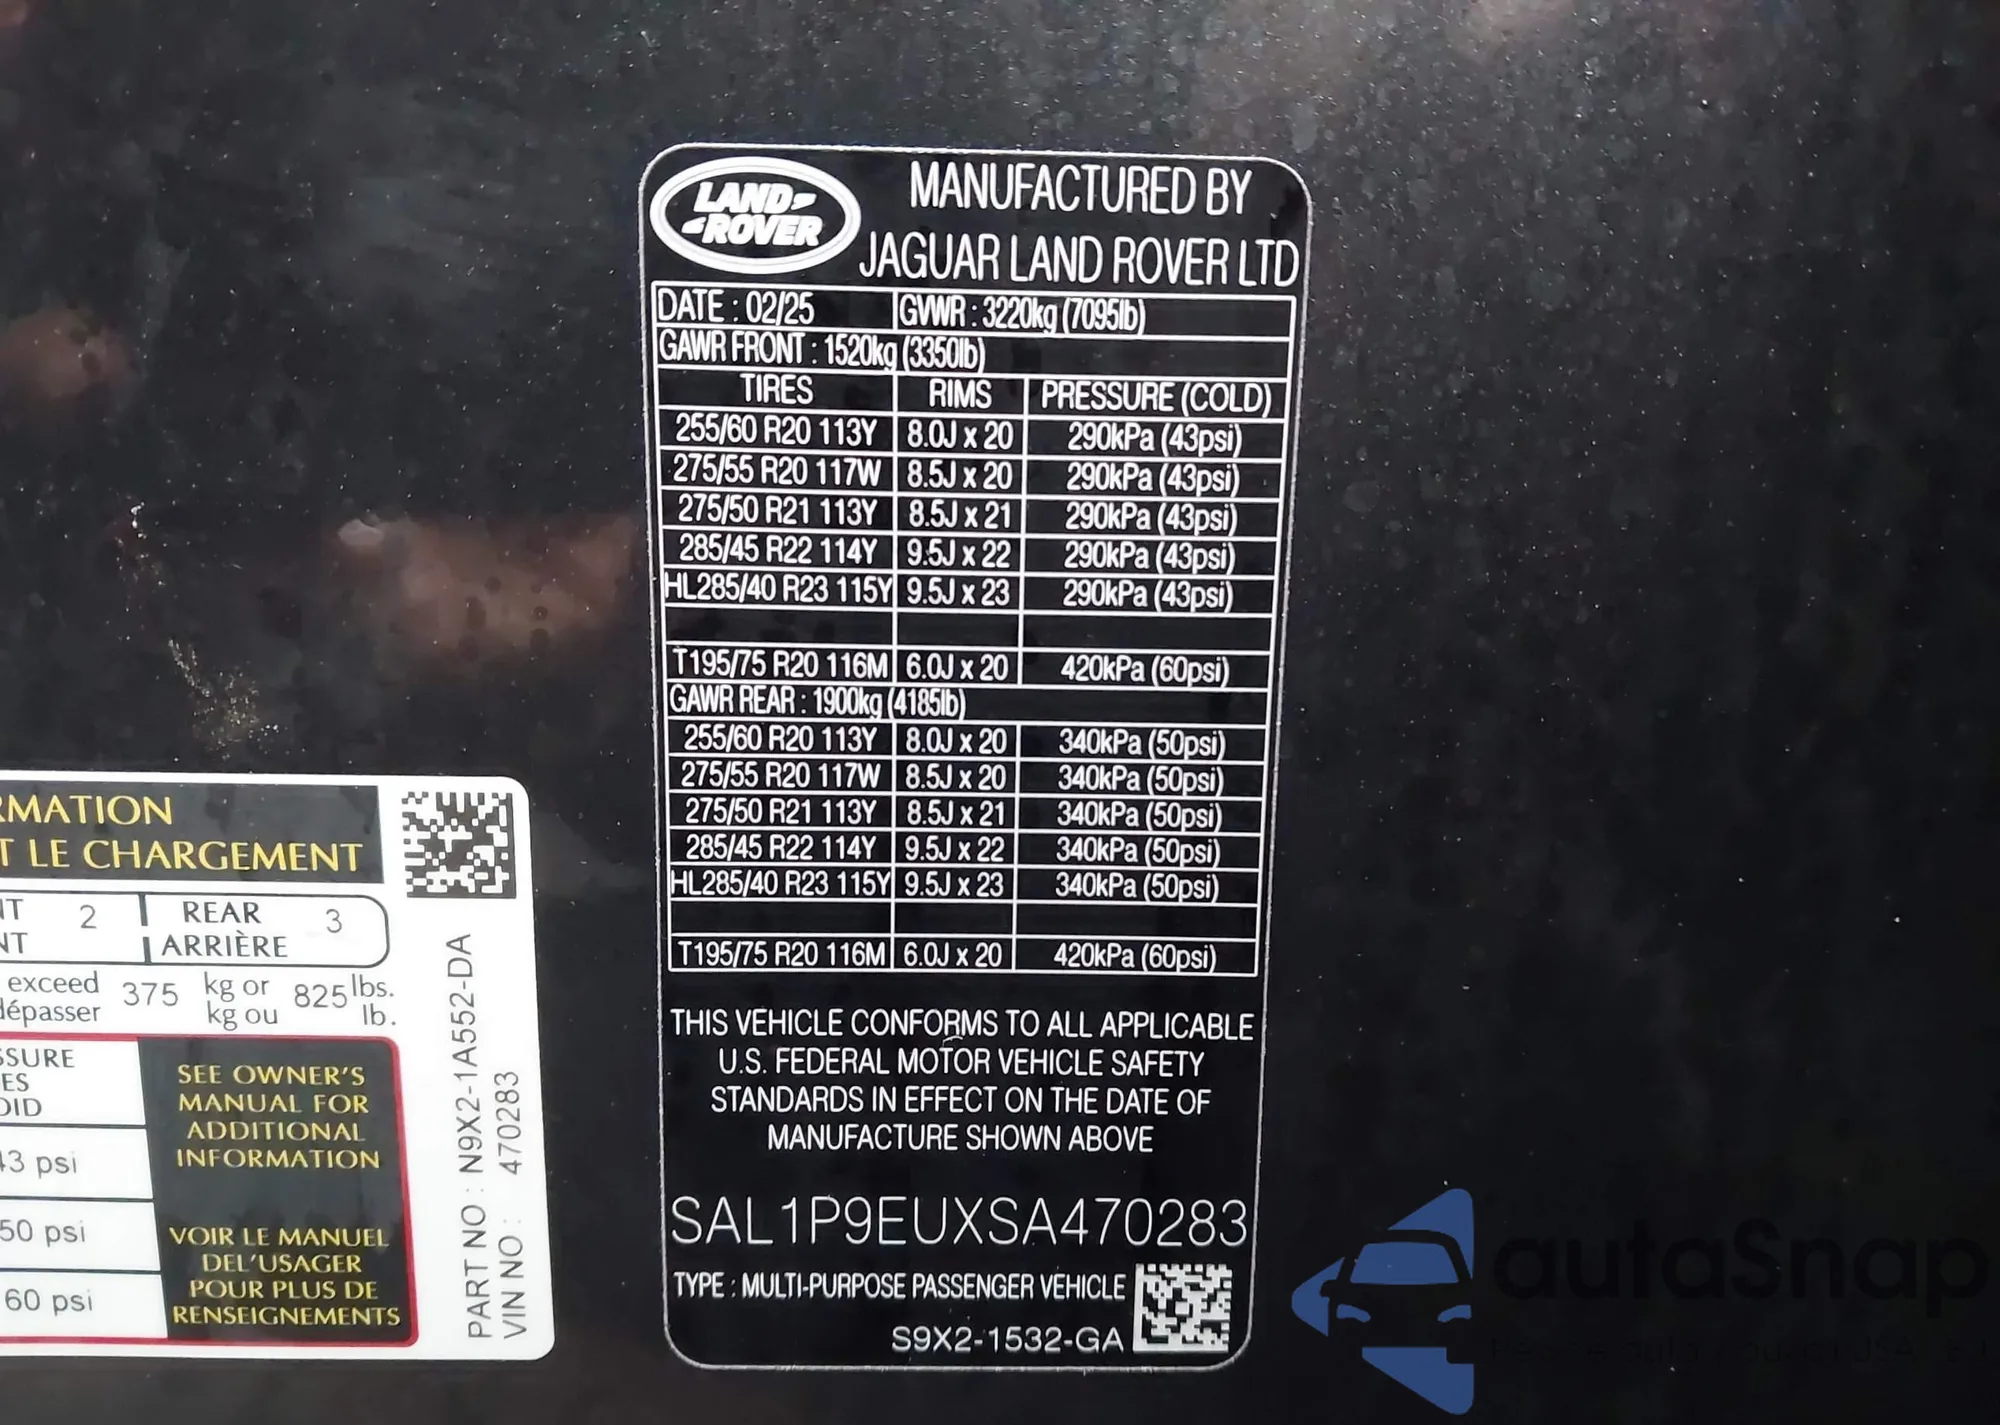 LAND
ROVER
MANUFACTURED BY
JAGUAR LAND ROVER LTD
DATE : 02/25 GVWR : 3220kg (7095lb)
GAWR FRONT : 1520kg (3350lb)
TIRES RIMS PRESSURE (COLD)
255/60 R20 113Y 8.0J x 20 290kPa (43psi)
275/55 R20 117W 8.5J x 20 290kPa (43psi)
275/50 R21 113Y 8.5J x 21 290kPa (43psi)
285/45 R22 114Y 9.5J x 22 290kPa (43psi)
HL285/40 R23 115Y 9.5J x 23 290kPa (43psi)
T195/75 R20 116M 6.0J x 20 420kPa (60psi)
GAWR REAR : 1900kg (4185lb)
255/60 R20 113Y 8.0J x 20 340kPa (50psi)
275/55 R20 117W 8.5J x 20 340kPa (50psi)
275/50 R21 113Y 8.5J x 21 340kPa (50psi)
285/45 R22 114Y 9.5J x 22 340kPa (50psi)
HL285/40 R23 115Y 9.5J x 23 340kPa (50psi)
T195/75 R20 116M 6.0J x 20 420kPa (60psi)
THIS VEHICLE CONFORMS TO ALL APPLICABLE
U.S. FEDERAL MOTOR VEHICLE SAFETY
STANDARDS IN EFFECT ON THE DATE OF
MANUFACTURE SHOWN ABOVE
SAL1P9EUXSA470283
TYPE : MULTI-PURPOSE PASSENGER VEHICLE
S9X2-1532-GA
RMATION
T LE CHARGEMENT
NT 2 REAR 3
NT ARRIÈRE
exceed 375 kg or 825 lbs.
dépasser kg ou lb.
SSURE
ES
OID
43 psi
50 psi
60 psi
SEE OWNER'S
MANUAL FOR
ADDITIONAL
INFORMATION
VOIR LE MANUEL
DEL'USAGER
POUR PLUS DE
RENSEIGNEMENTS
PART NO : N9X2-1A552-DA
VIN NO : 470283
autaSnap